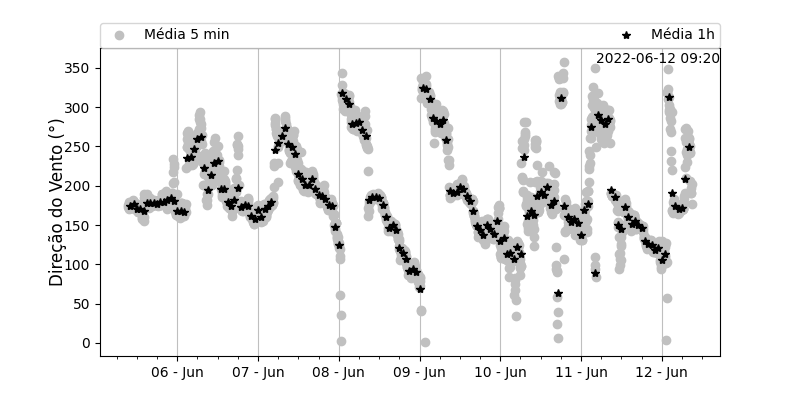 Média 5 min
Média 1h
2022-06-12 09:20
Direção do Vento (°)
350
300
250
200
150
100
50
0
06 - Jun
07 - Jun
08 - Jun
09 - Jun
10 - Jun
11 - Jun
12 - Jun